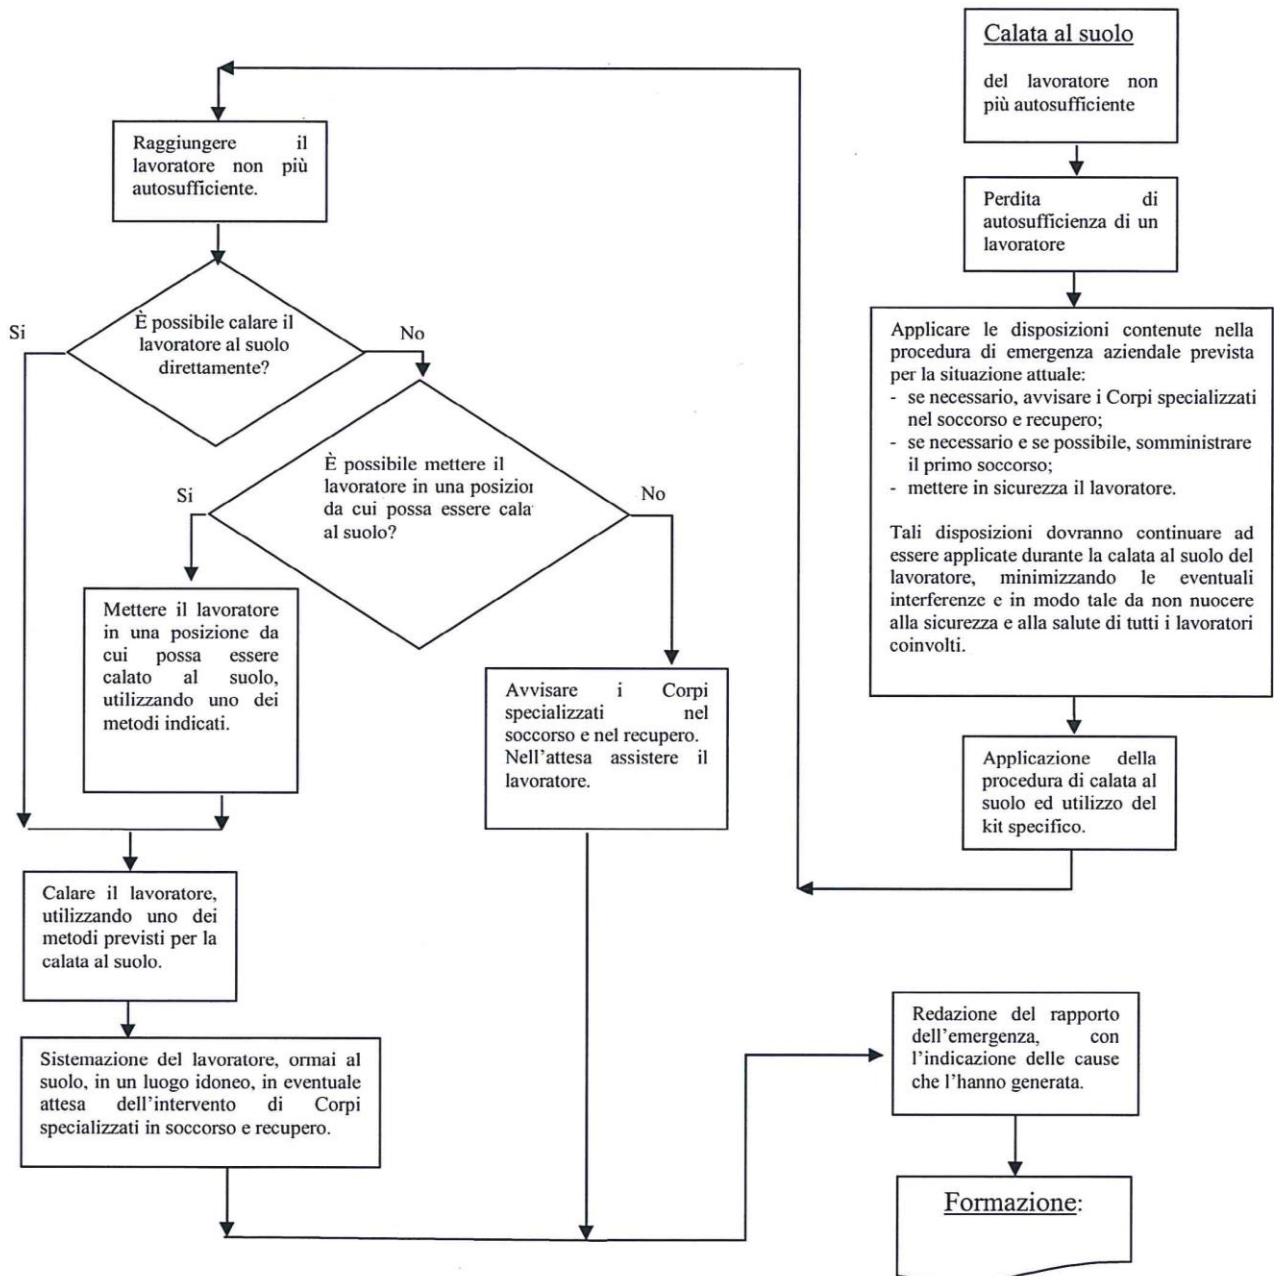 Calata al suolo
del lavoratore non
più autosufficiente
Perdita di
autosufficienza di un
lavoratore
Applicare le disposizioni contenute nella
procedura di emergenza aziendale prevista
per la situazione attuale:
- se necessario, avvisare i Corpi specializzati
nel soccorso e recupero;
- se necessario e se possibile, somministrare
il primo soccorso;
- mettere in sicurezza il lavoratore.
Tali disposizioni dovranno continuare ad
essere applicate durante la calata al suolo del
lavoratore, minimizzando le eventuali
interferenze e in modo tale da non nuocere
alla sicurezza e alla salute di tutti i lavoratori
coinvolti.
Applicazione della
procedura di calata al
suolo ed utilizzo del
kit specifico.
Raggiungere il
lavoratore non più
autosufficiente.
È possibile calare il
lavoratore al suolo
direttamente?
Si
No
È possibile mettere il
lavoratore in una posizion
da cui possa essere cala
al suolo?
Si
No
Mettere il lavoratore
in una posizione da
cui possa essere
calato al suolo,
utilizzando uno dei
metodi indicati.
Avvisare i Corpi
specializzati nel
soccorso e nel recupero.
Nell'attesa assistere il
lavoratore.
Calare il lavoratore,
utilizzando uno dei
metodi previsti per la
calata al suolo.
Sistemazione del lavoratore, ormai al
suolo, in un luogo idoneo, in eventuale
attesa dell'intervento di Corpi
specializzati in soccorso e recupero.
Redazione del rapporto
dell'emergenza, con
l'indicazione delle cause
che l'hanno generata.
Formazione: